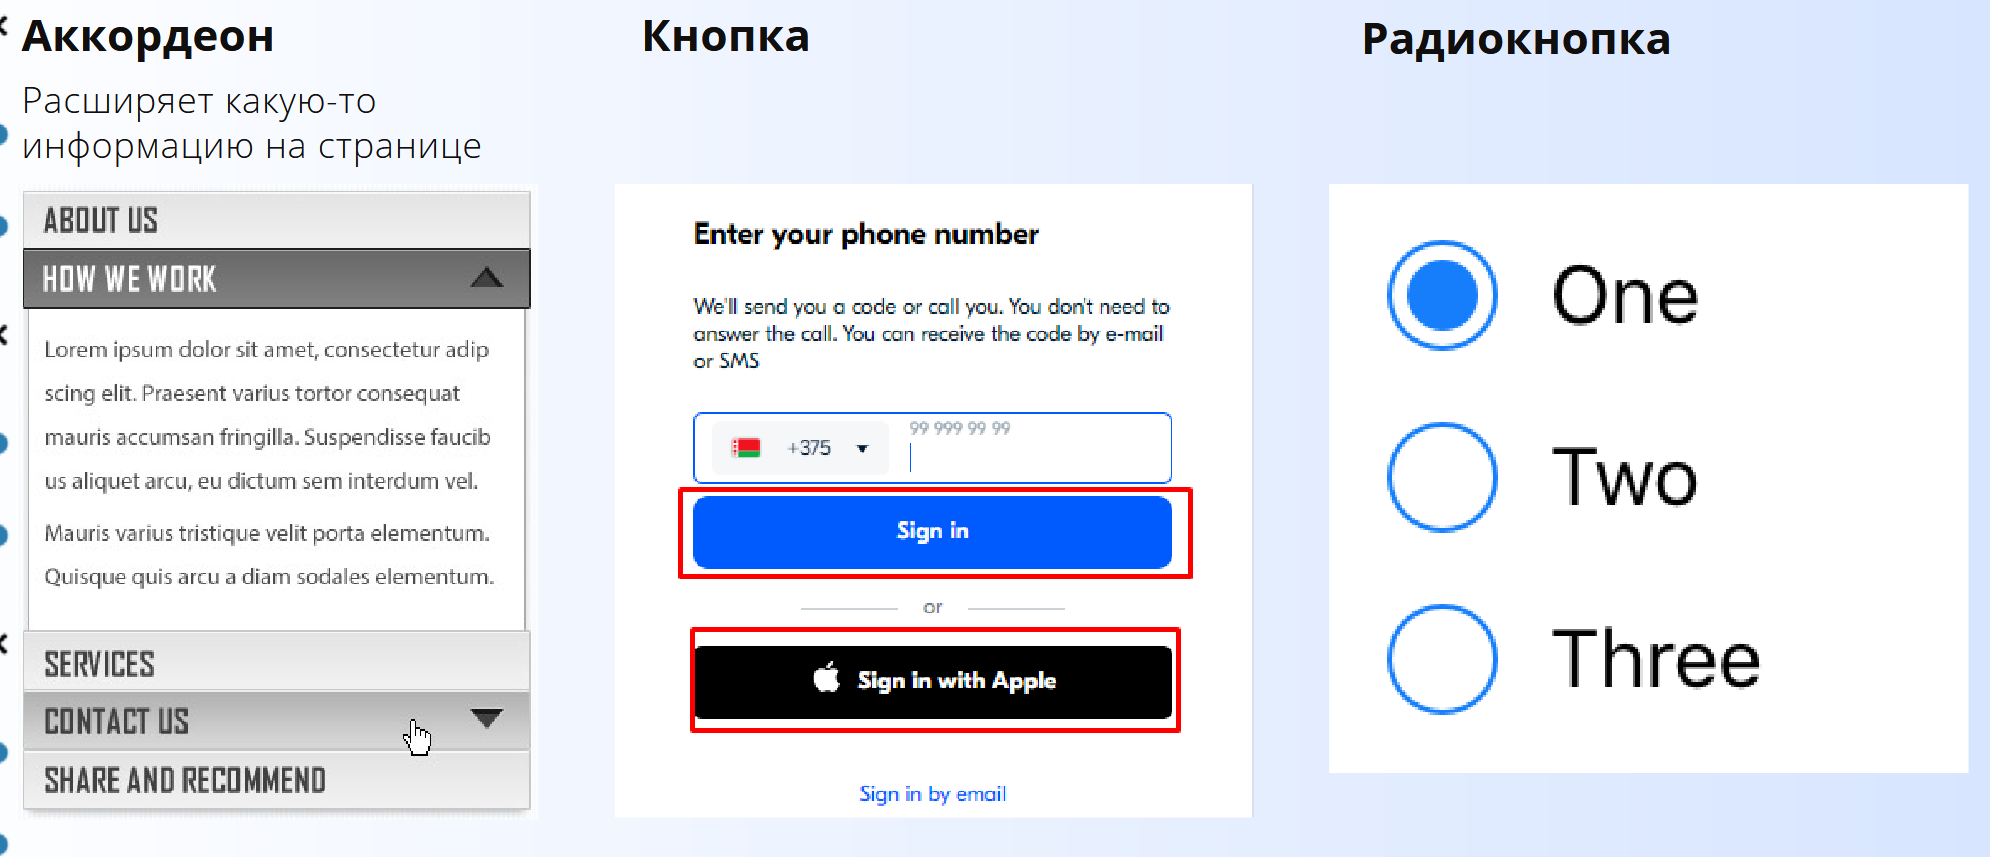 Аккордеон
Расширяет какую-то
информацию на странице
ABOUT US
HOW WE WORK
Lorem ipsum dolor sit amet, consectetur adip
scing elit. Praesent varius tortor consequat
mauris accumsan fringilla. Suspendisse faucib
us aliquet arcu, eu dictum sem interdum vel.
Mauris varius tristique velit porta elementum.
Quisque quis arcu a diam sodales elementum.
SERVICES
CONTACT US
SHARE AND RECOMMEND
Кнопка
Enter your phone number
We'll send you a code or call you. You don't need to
answer the call. You can receive the code by e-mail
or SMS
+375
99 999 99 99
Sign in
or
Sign in with Apple
Sign in by email
Радиокнопка
One
Two
Three